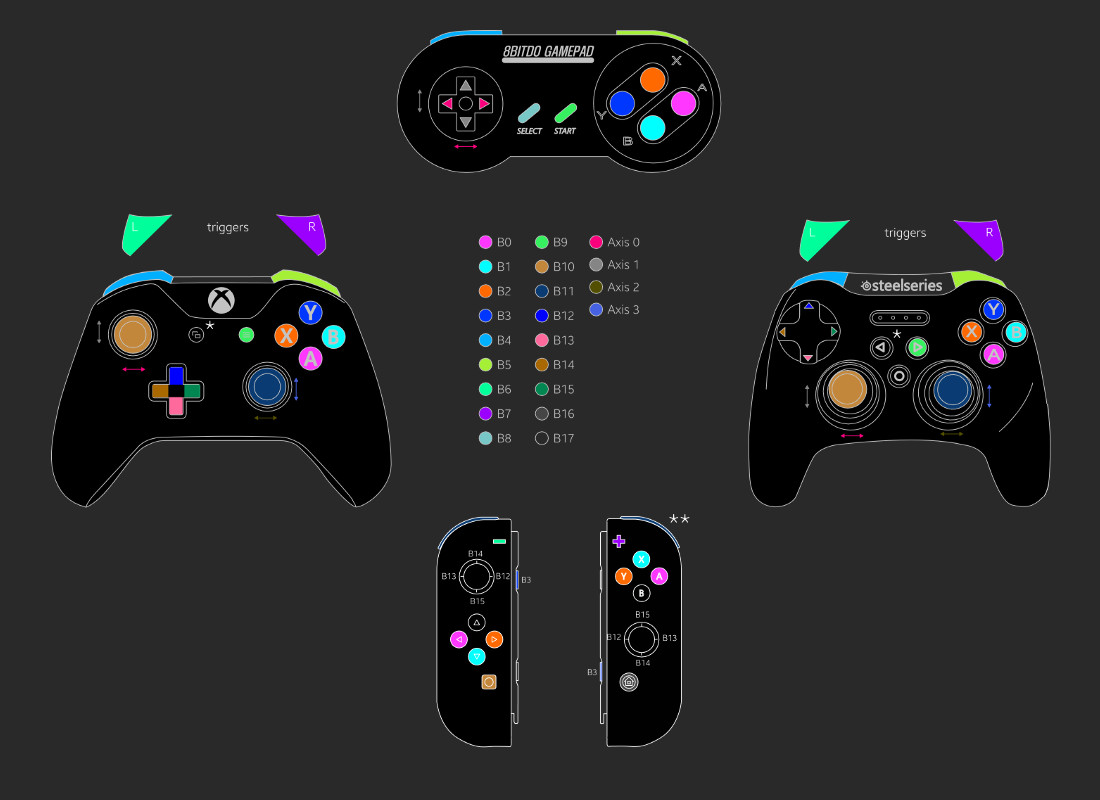 8BITDO GAMEPAD
X
A
Y
B
SELECT
START
L
triggers
R
Y
X
B
A
*
B0
B1
B2
B3
B4
B5
B6
B7
B8
B9
B10
B11
B12
B13
B14
B15
B16
B17
Axis 0
Axis 1
Axis 2
Axis 3
L
triggers
R
steelseries
Y
X
B
A
*
B14
B13
B12
B3
B15
**
X
Y
A
B
B15
B12
B13
B14
B3